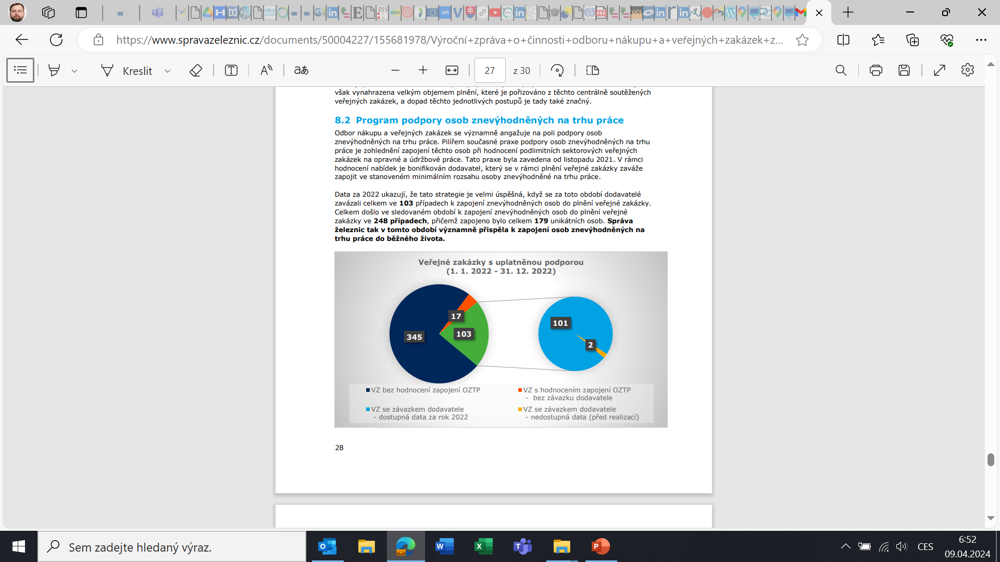 https://www.spravazeleznic.cz/documents/50004227/155681978/Výroční+zpráva+o+činnosti+odboru+nákupu+a+veřejných+zakázek+z...
Kreslit
27
z 30
však vynahrazena velkým objemem plnění, které je pořizováno z těchto centrálně soutěžených
veřejných zakázek, a dopad těchto jednotlivých postupů je tady také značný.
8.2 Program podpory osob znevýhodněných na trhu práce
Odbor nákupu a veřejných zakázek se významně angažuje na poli podpory osob
znevýhodněných na trhu práce. Pilířem současné praxe podpory osob znevýhodněných na trhu
práce je zohlednění zapojení těchto osob při hodnocení podlimitních sektorových veřejných
zakázek na opravné a údržbové práce. Tato praxe byla zavedena od listopadu 2021. V rámci
hodnocení nabídek je bonifikován dodavatel, který se v rámci plnění veřejné zakázky zaváže
zapojit ve stanoveném minimálním rozsahu osoby znevýhodněné na trhu práce.
Data za 2022 ukazují, že tato strategie je velmi úspěšná, když se za toto období dodavatelé
zavázali celkem ve 103 případech k zapojení znevýhodněných osob do plnění veřejné zakázky.
Celkem došlo ve sledovaném období k zapojení znevýhodněných osob do plnění veřejné
zakázky ve 248 případech, přičemž zapojeno bylo celkem 179 unikátních osob. Správa
železnic tak v tomto období významně přispěla k zapojení osob znevýhodněných na
trhu práce do běžného života.
Veřejné zakázky s uplatněnou podporou
(1. 1. 2022 - 31. 12. 2022)
17
101
103
345
2
VZ bez hodnocení zapojení OZTP
VZ s hodnocením zapojení OZTP
- bez závazku dodavatele
VZ se závazkem dodavatele
- dostupná data za rok 2022
VZ se závazkem dodavatele
- nedostupná data (před realizací)
28
Sem zadejte hledaný výraz.
CES
6:52
09.04.2024